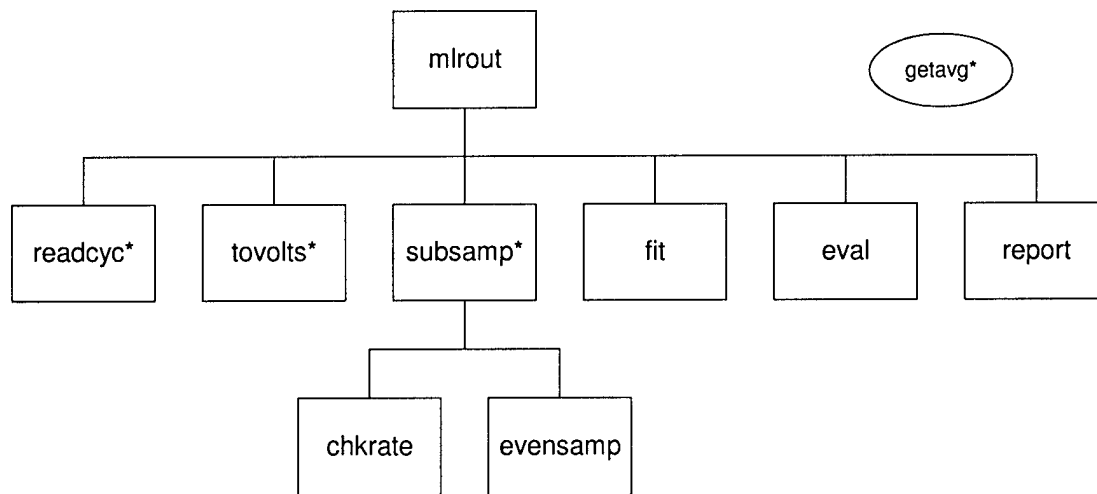 mlrout
getavg*
readcyc*
tovolts*
subsamp*
fit
eval
report
chkrate
evensamp